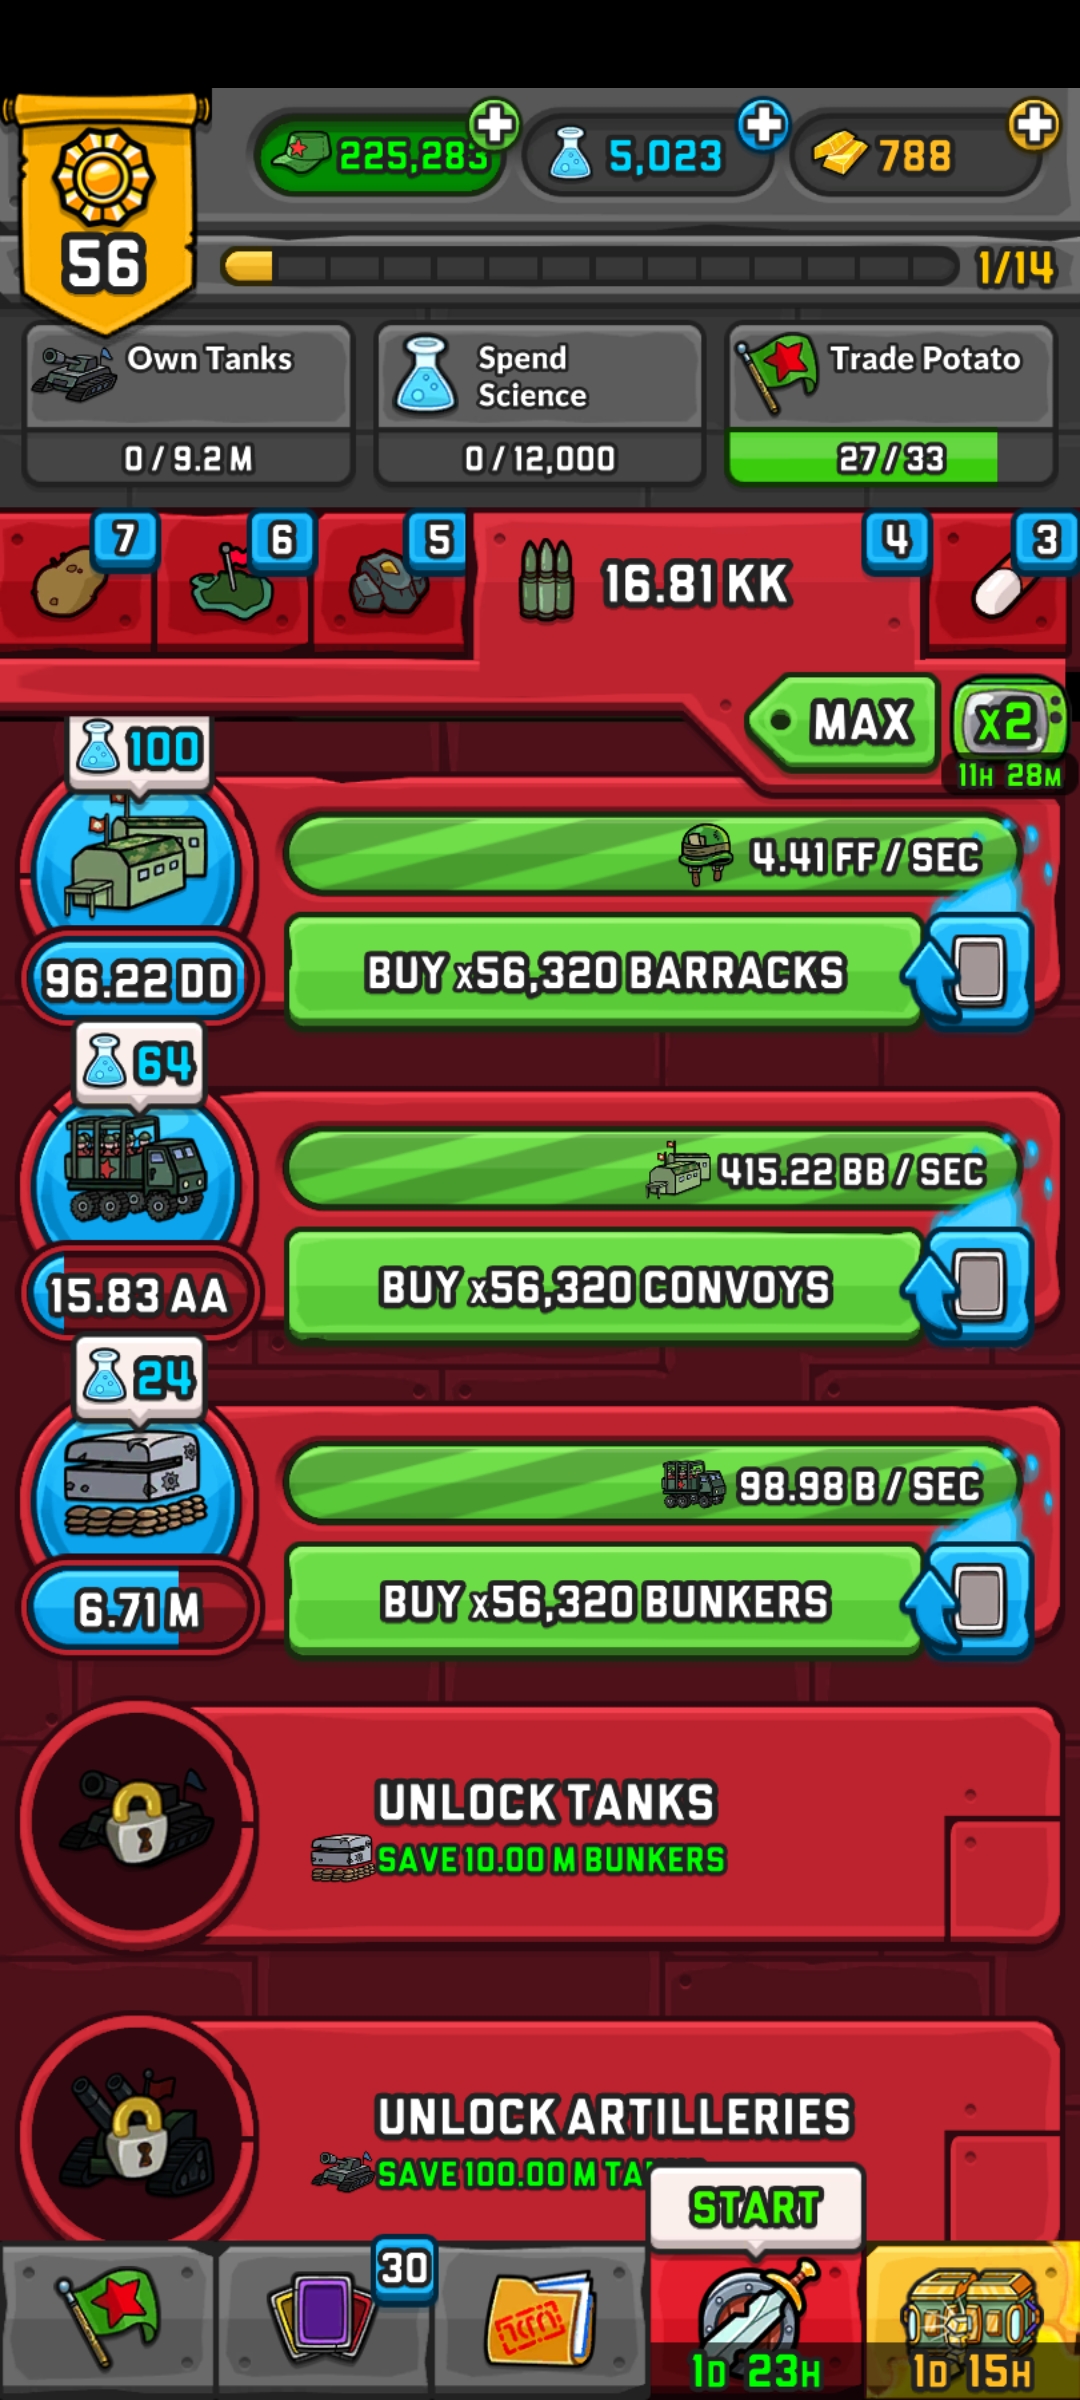 225,283
5,023
788
56
1/14
Own Tanks
0 / 9.2 M
Spend
Science
0 / 12,000
Trade Potato
27 / 33
7
6
5
16.81 KK
4
3
MAX
x2
11H 28M
100
4.41 FF / SEC
96.22 DD
BUY x56,320 BARRACKS
64
415.22 BB / SEC
15.83 AA
BUY x56,320 CONVOYS
24
98.98 B / SEC
6.71 M
BUY x56,320 BUNKERS
UNLOCK TANKS
SAVE 10.00 M BUNKERS
UNLOCK ARTILLERIES
SAVE 100.00 M
START
30
1D 23H
1D 15H